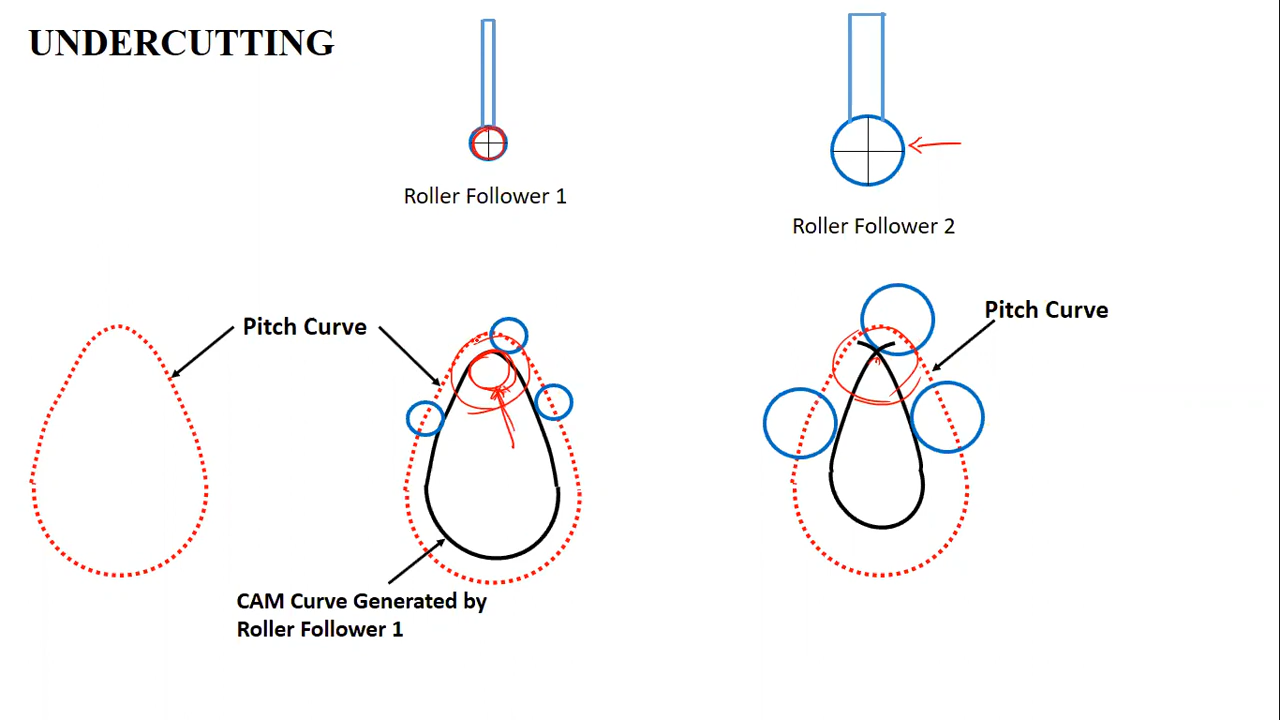 UNDERCUTTING
Roller Follower 1
Roller Follower 2
Pitch Curve
Pitch Curve
CAM Curve Generated by
Roller Follower 1